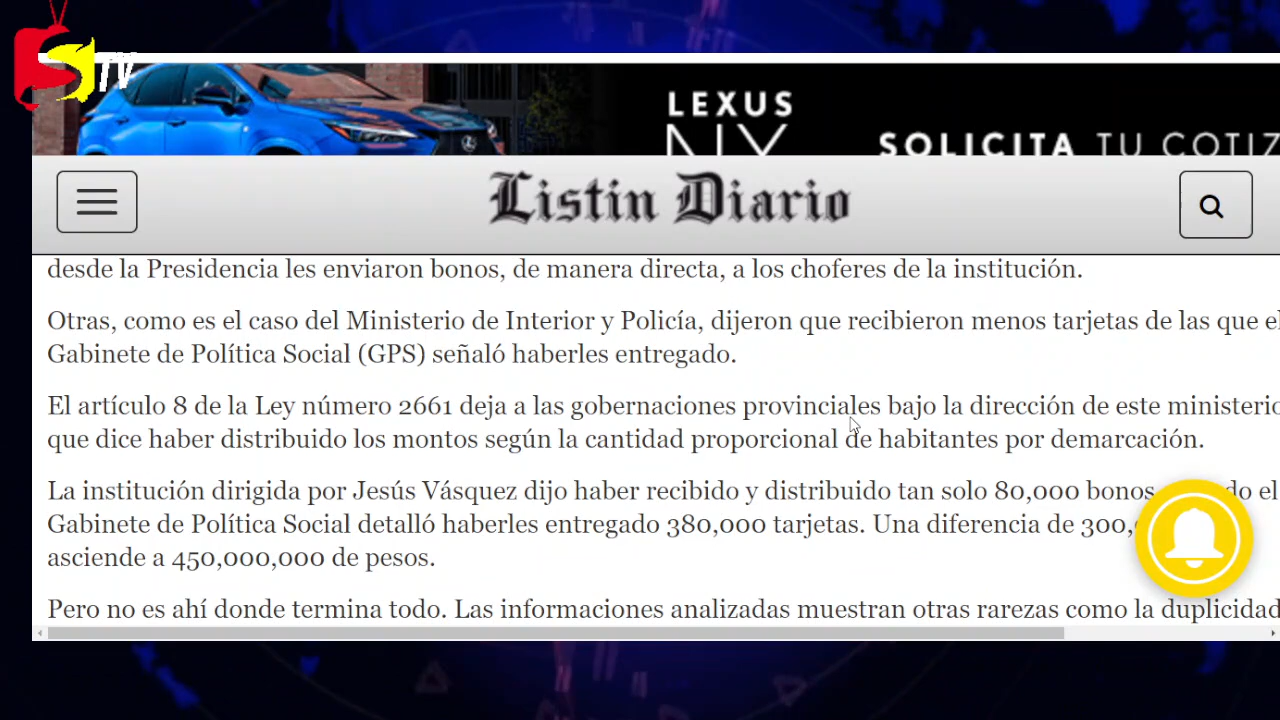 S TV
LEXUS
NX
SOLICITA TU COTIZ
Listin Diario
desde la Presidencia les enviaron bonos, de manera directa, a los choferes de la institución.
Otras, como es el caso del Ministerio de Interior y Policía, dijeron que recibieron menos tarjetas de las que el
Gabinete de Política Social (GPS) señaló haberles entregado.
El artículo 8 de la Ley número 2661 deja a las gobernaciones provinciales bajo la dirección de este ministerio
que dice haber distribuido los montos según la cantidad proporcional de habitantes por demarcación.
La institución dirigida por Jesús Vásquez dijo haber recibido y distribuido tan solo 80,000 bonos el
Gabinete de Política Social detalló haberles entregado 380,000 tarjetas. Una diferencia de
asciende a 450,000,000 de pesos.
Pero no es ahí donde termina todo. Las informaciones analizadas muestran otras rarezas como la duplicidad